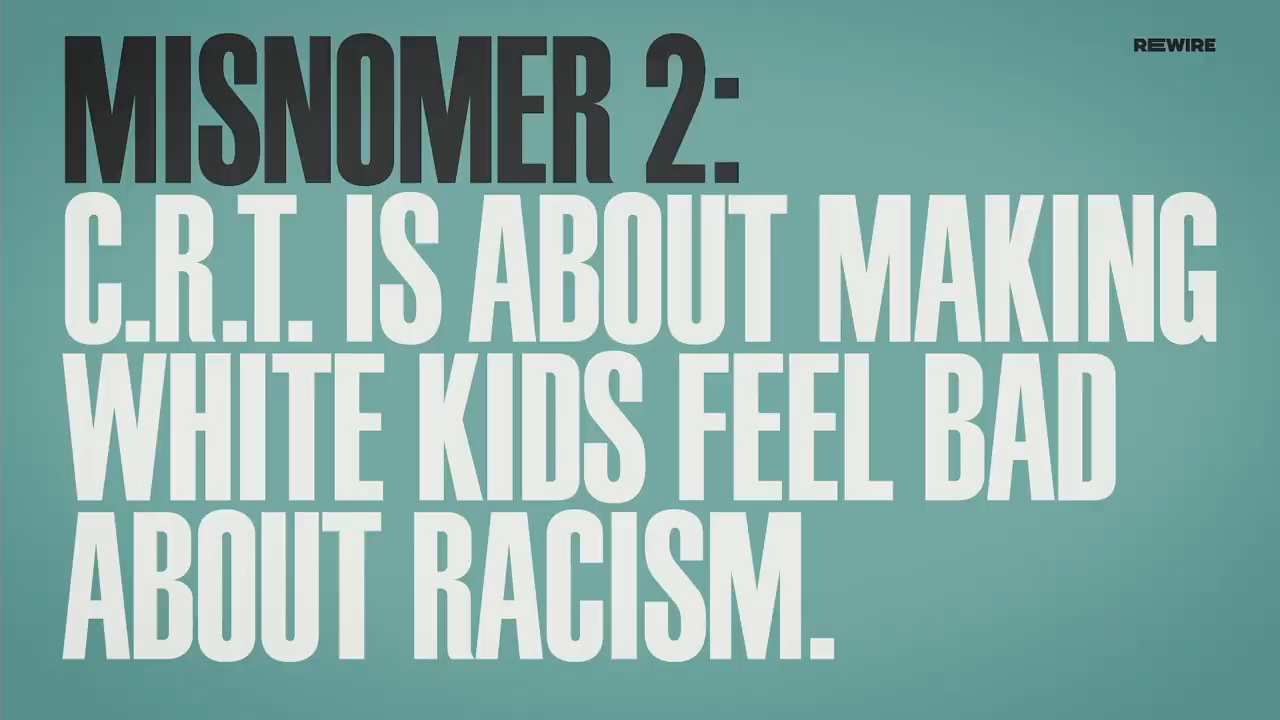 MISNOMER 2:
REWIRE
C.R.T. IS ABOUT MAKING
WHITE KIDS FEEL BAD
ABOUT RACISM.